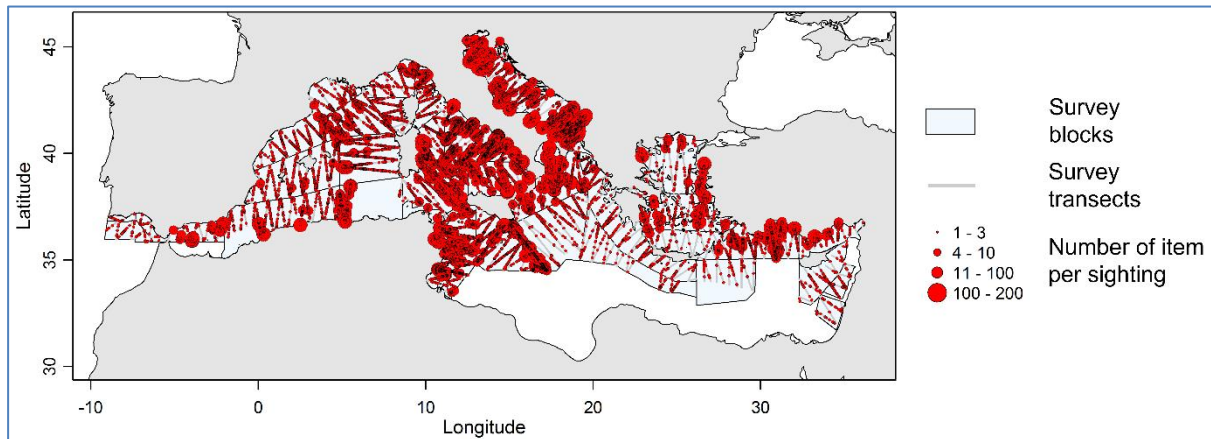 45
40
35
30
Latitude
-10 0 10 20 30
Longitude
Survey
blocks
Survey
transects
1 - 3
4 - 10
11 - 100
100 - 200
Number of item
per sighting